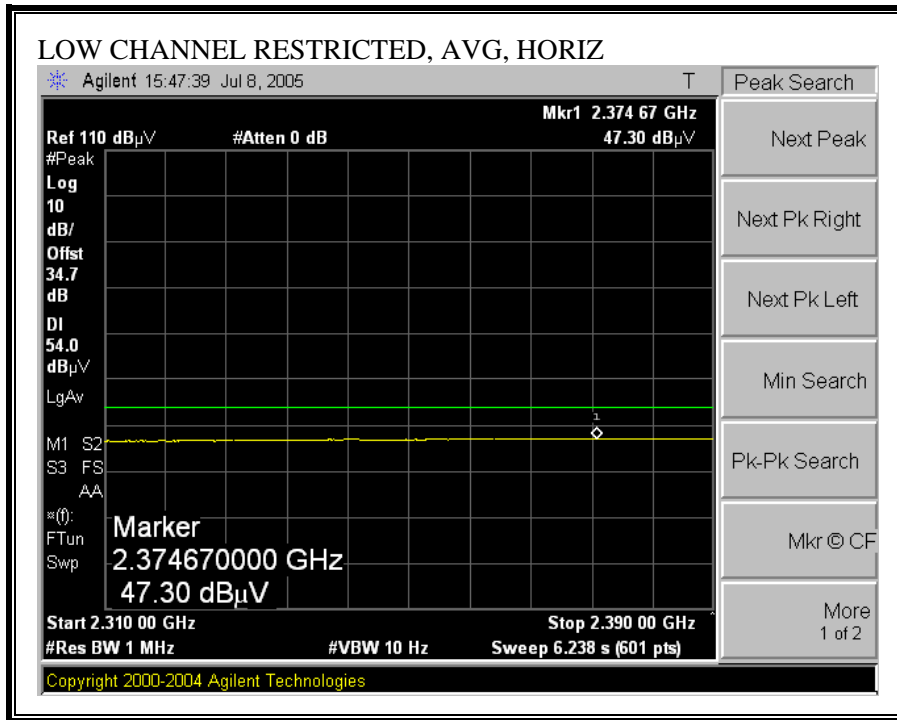 LOW CHANNEL RESTRICTED, AVG, HORIZ
Agilent 15:47:39 Jul 8, 2005 T
Peak Search
Mkr1 2.374 67 GHz
Ref 110 dBµV #Atten 0 dB 47.30 dBµV
#Peak
Log
10
dB/
Offst
34.7
dB
DI
54.0
dBµV
LgAv
1
M1 S2
S3 FS
AA
¤(f):
FTun
Swp
Marker
2.374670000 GHz
47.30 dBµV
Start 2.310 00 GHz Stop 2.390 00 GHz ^
#Res BW 1 MHz #VBW 10 Hz Sweep 6.238 s (601 pts)
Copyright 2000-2004 Agilent Technologies
Next Peak
Next Pk Right
Next Pk Left
Min Search
Pk-Pk Search
Mkr © CF
More
1 of 2